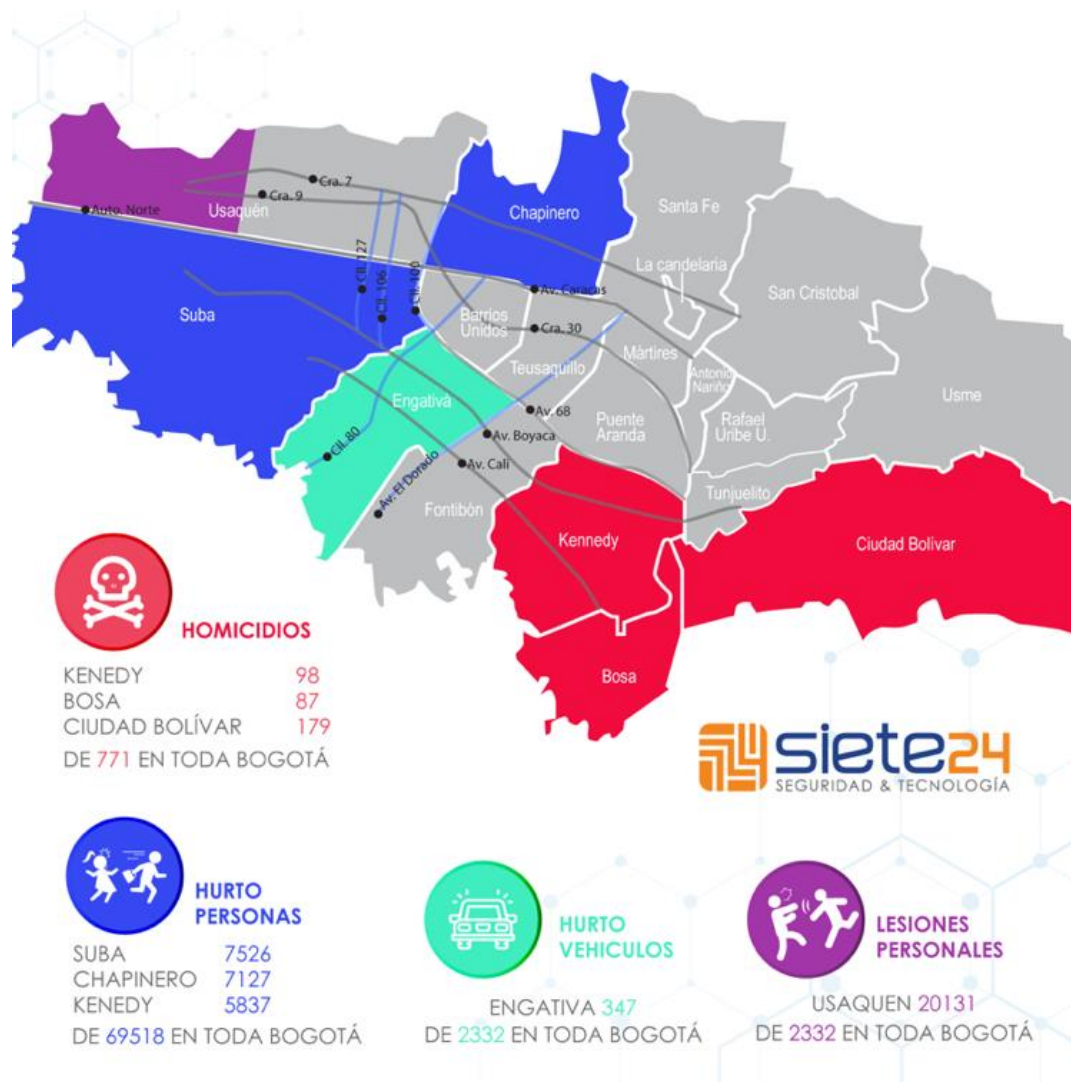 Cra. 7
Cra. 9
Usaquén
Auto. Norte
Chapinero
Santa Fe
La candelaria
San Cristobal
Suba
Cll. 127
Cll. 106
Cll. 100
Av. Caracas
Barrios
Unidos
Cra. 30
Màrtires
Teusaquillo
Antonio
Nariño
Usme
Engativà
Av. 68
Puente
Aranda
Rafael
Uribe U.
Av. Boyaca
Cll. 80
Av. Cali
Av. El Dorado
Fontibòn
Tunjuelito
Kennedy
Ciudad Bolívar
Bosa
HOMICIDIOS
KENEDY 98
BOSA 87
CIUDAD BOLÍVAR 179
DE 771 EN TODA BOGOTÁ
siete24
SEGURIDAD & TECNOLOGÍA
HURTO
PERSONAS
SUBA 7526
CHAPINERO 7127
KENEDY 5837
DE 69518 EN TODA BOGOTÁ
HURTO
VEHICULOS
ENGATIVA 347
DE 2332 EN TODA BOGOTÁ
LESIONES
PERSONALES
USAQUEN 20131
DE 2332 EN TODA BOGOTÁ